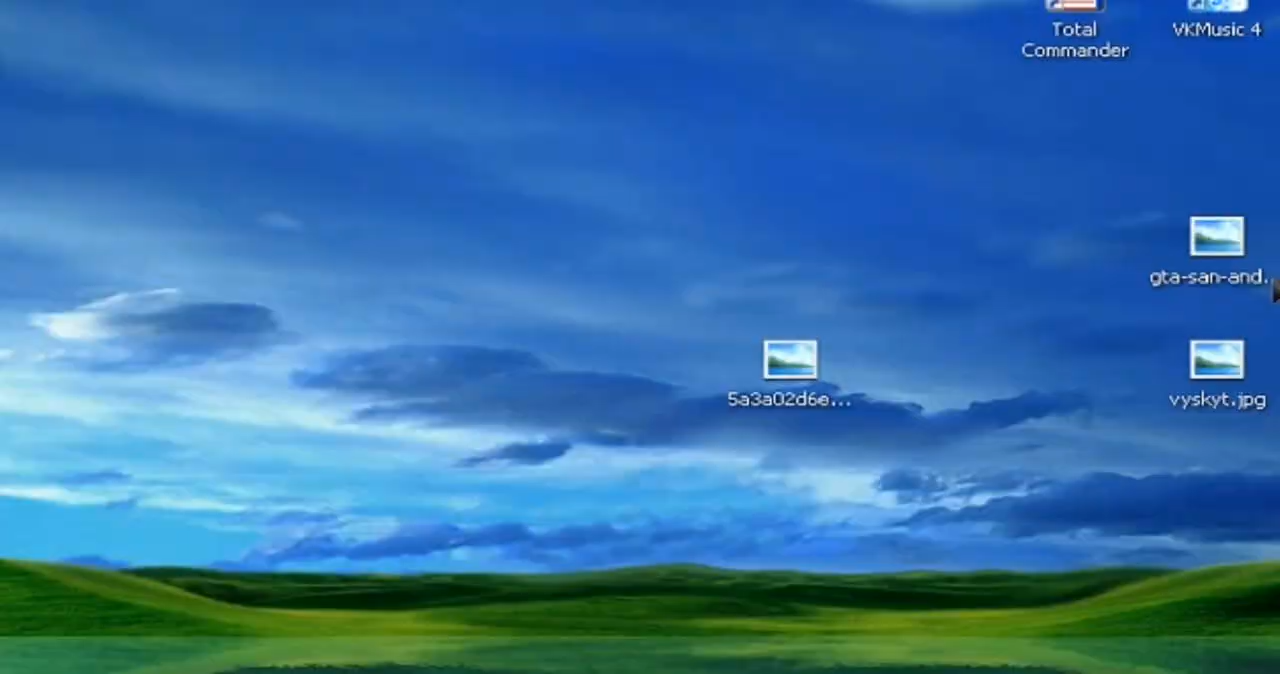 Total
Commander
VKMusic 4
gta-san-and...
5a3a02d6e...
vyskyt.jpg